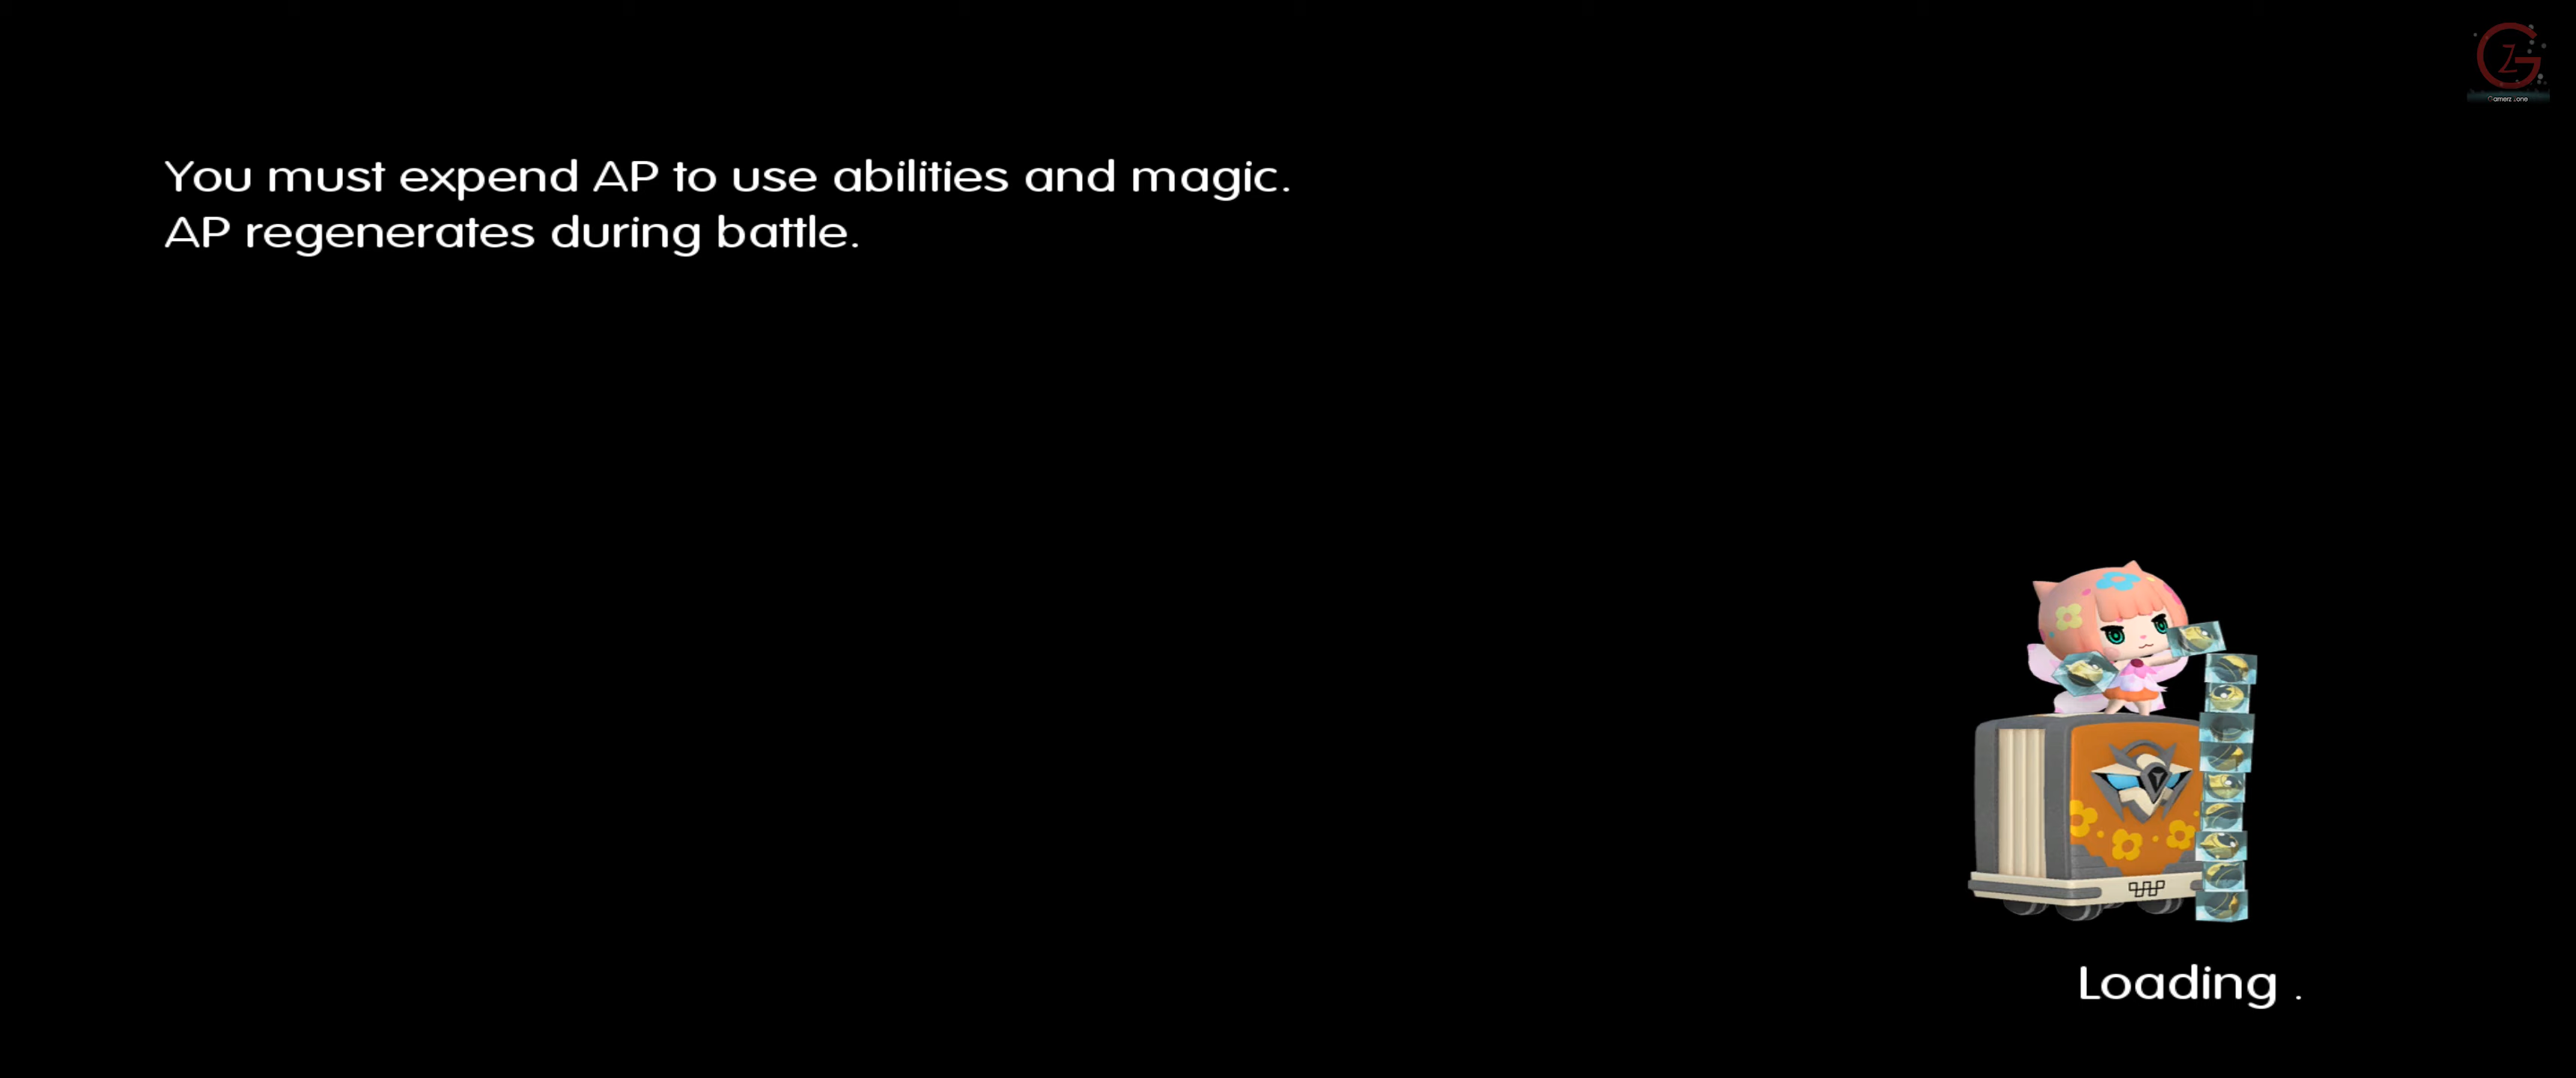 You must expend AP to use abilities and magic.
AP regenerates during battle.
Loading .